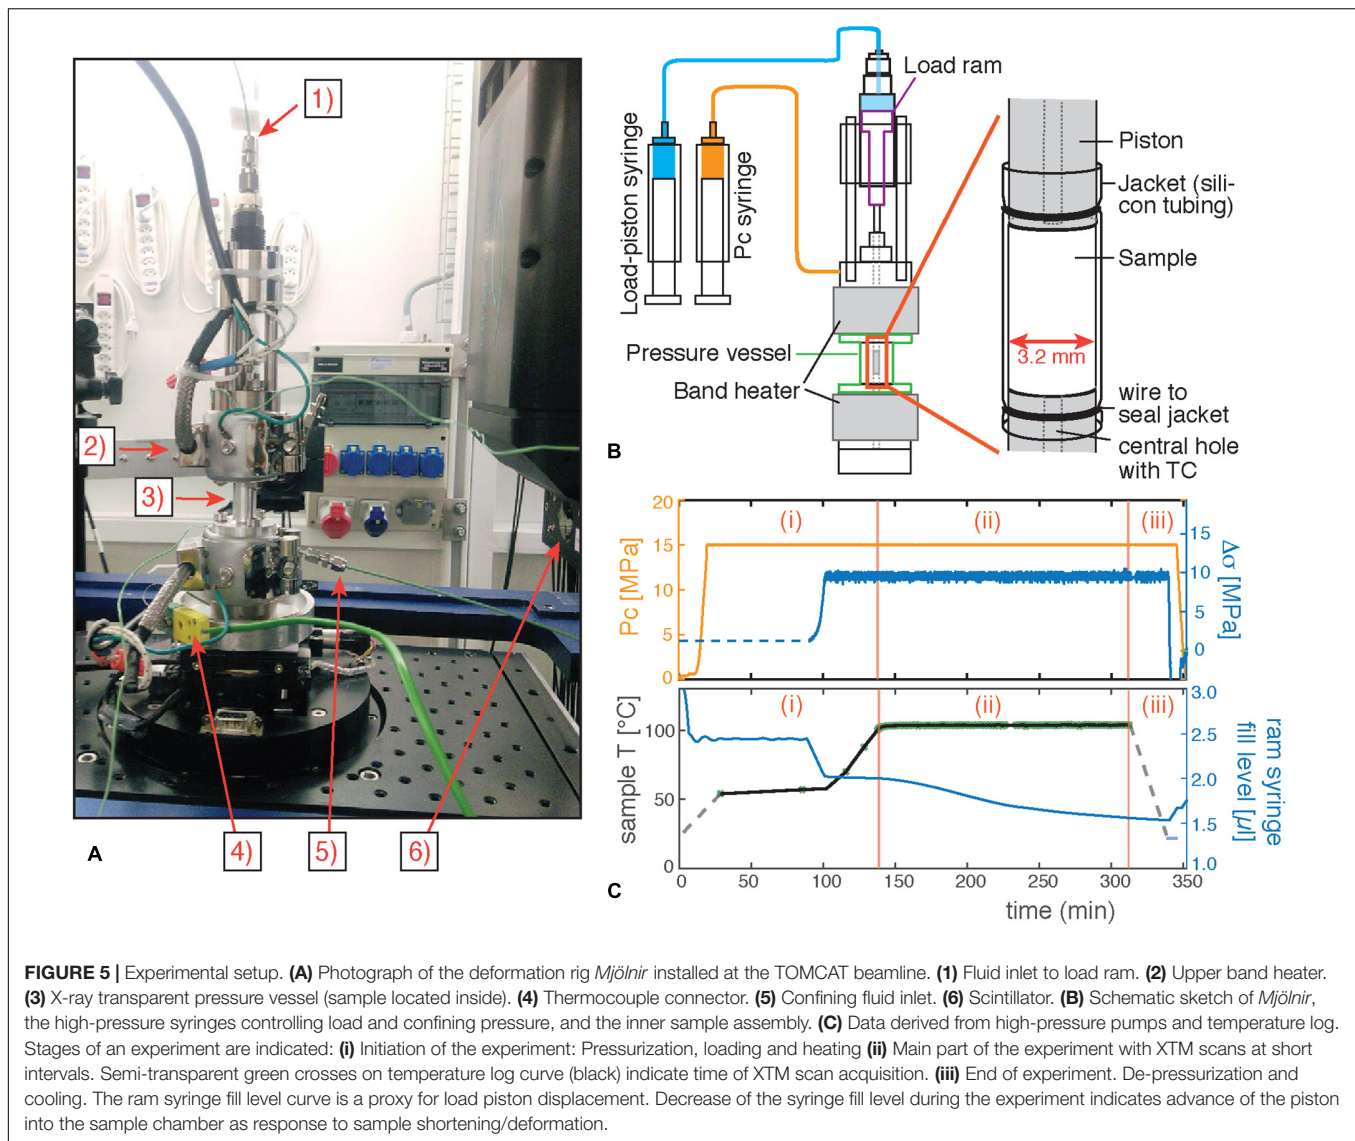 1)
2)
3)
4)
5)
6)
A
Load-piston syringe
Pc syringe
Load ram
Pressure vessel
Band heater
Piston
Jacket (sili-
con tubing)
Sample
3.2 mm
wire to
seal jacket
central hole
with TC
B
20
15
10
5
0
Pc [MPa]
(i)
(ii)
(iii)
15
10
5
0
Δσ [MPa]
100
50
0
sample T [°C]
(i)
(ii)
(iii)
3.0
2.5
2.0
1.5
1.0
ram syringe
fill level [µl]
0
50
100
150
200
250
300
350
time (min)
C
FIGURE 5 | Experimental setup. (A) Photograph of the deformation rig Mjölnir installed at the TOMCAT beamline. (1) Fluid inlet to load ram. (2) Upper band heater.
(3) X-ray transparent pressure vessel (sample located inside). (4) Thermocouple connector. (5) Confining fluid inlet. (6) Scintillator. (B) Schematic sketch of Mjölnir,
the high-pressure syringes controlling load and confining pressure, and the inner sample assembly. (C) Data derived from high-pressure pumps and temperature log.
Stages of an experiment are indicated: (i) Initiation of the experiment: Pressurization, loading and heating (ii) Main part of the experiment with XTM scans at short
intervals. Semi-transparent green crosses on temperature log curve (black) indicate time of XTM scan acquisition. (iii) End of experiment. De-pressurization and
cooling. The ram syringe fill level curve is a proxy for load piston displacement. Decrease of the syringe fill level during the experiment indicates advance of the piston
into the sample chamber as response to sample shortening/deformation.